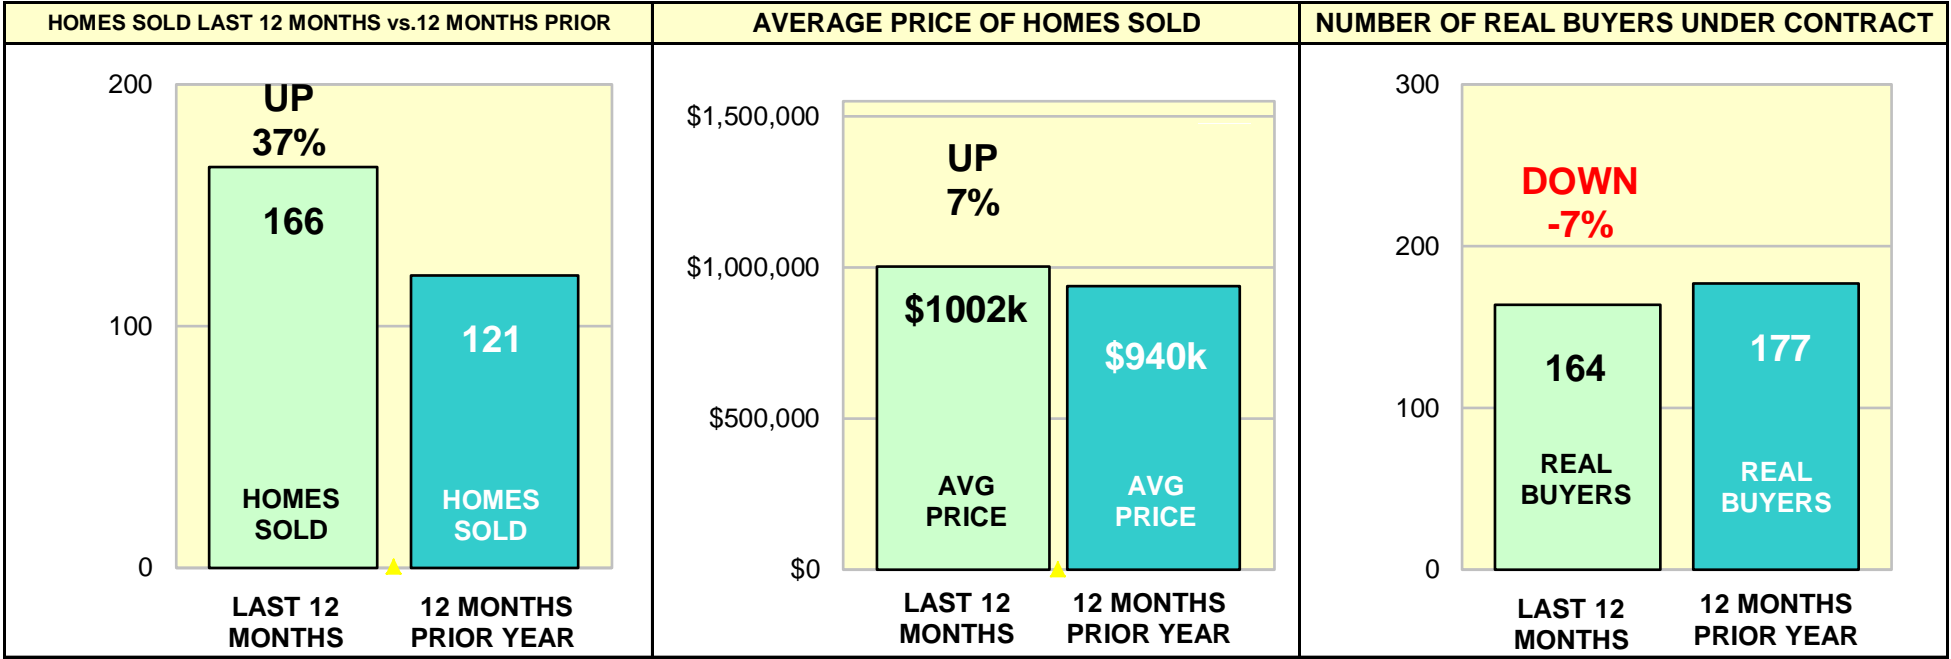 HOMES SOLD LAST 12 MONTHS vs.12 MONTHS PRIOR
200
100
0
UP
37%
166
HOMES
SOLD
121
HOMES
SOLD
LAST 12
MONTHS
12 MONTHS
PRIOR YEAR
AVERAGE PRICE OF HOMES SOLD
$1,500,000
$1,000,000
$500,000
$0
UP
7%
$1002k
AVG
PRICE
$940k
AVG
PRICE
LAST 12
MONTHS
12 MONTHS
PRIOR YEAR
NUMBER OF REAL BUYERS UNDER CONTRACT
300
200
100
0
DOWN
-7%
164
REAL
BUYERS
177
REAL
BUYERS
LAST 12
MONTHS
12 MONTHS
PRIOR YEAR